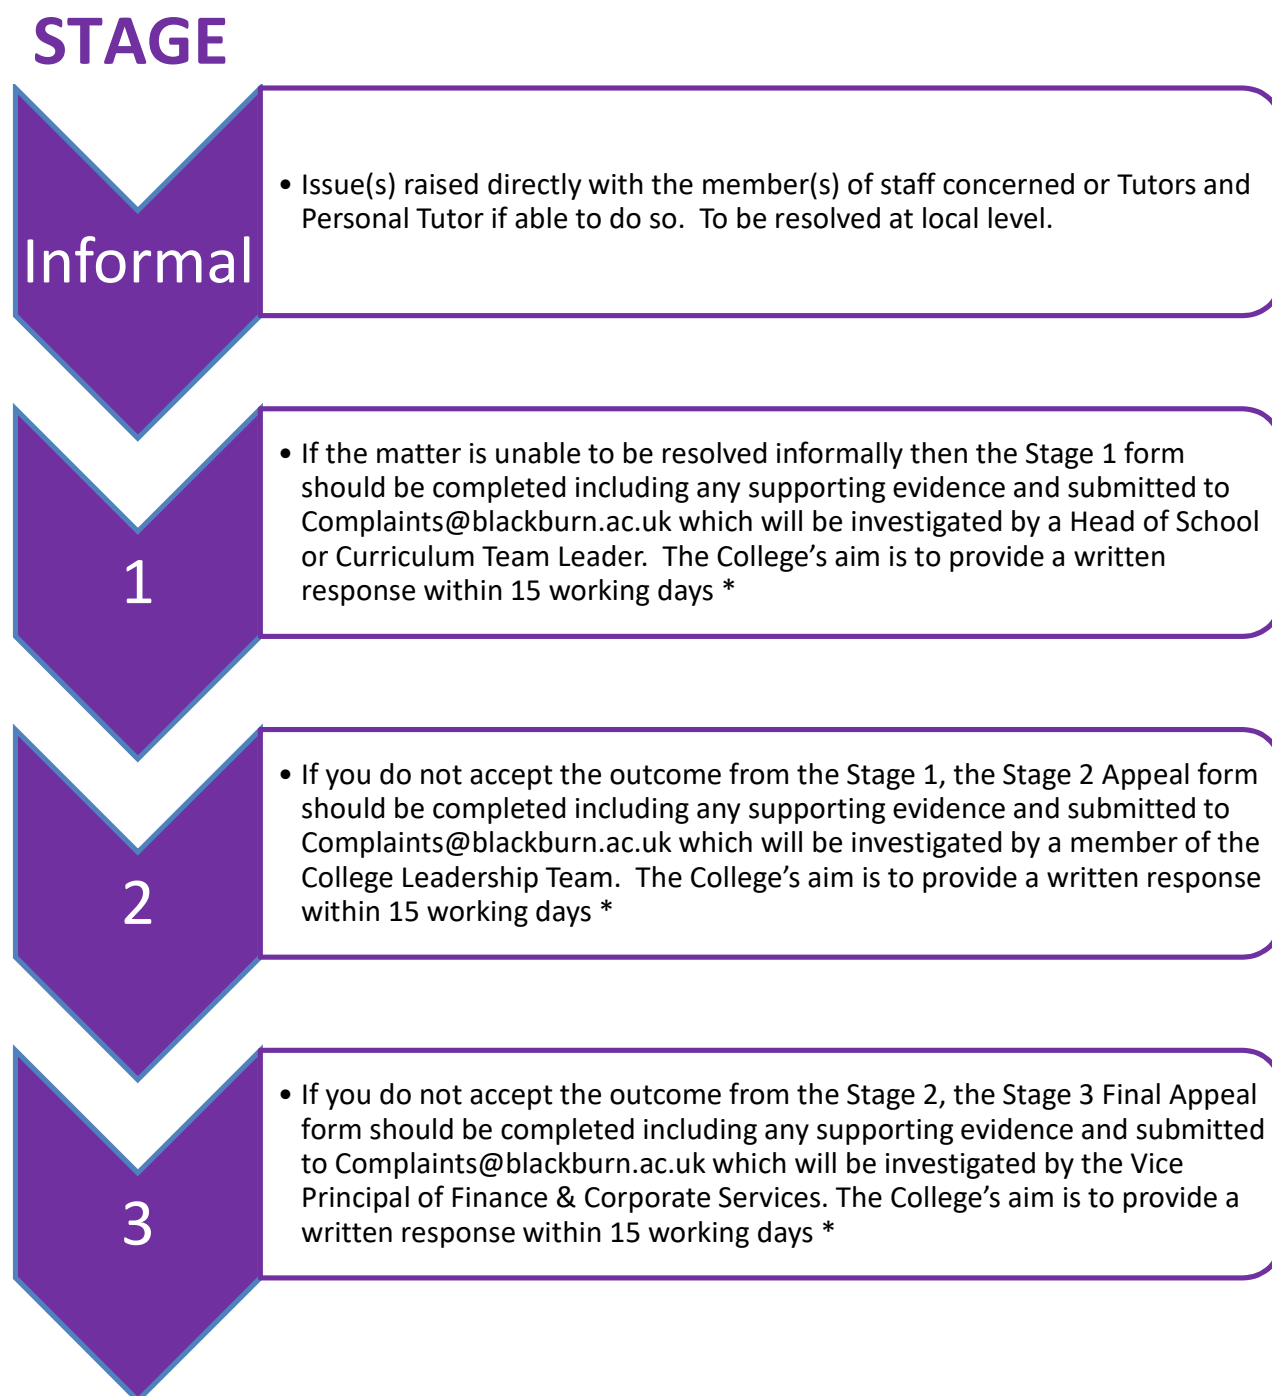 STAGE
Informal
• Issue(s) raised directly with the member(s) of staff concerned or Tutors and
Personal Tutor if able to do so.  To be resolved at local level.
1
• If the matter is unable to be resolved informally then the Stage 1 form
should be completed including any supporting evidence and submitted to
Complaints@blackburn.ac.uk which will be investigated by a Head of School
or Curriculum Team Leader.  The College’s aim is to provide a written
response within 15 working days *
2
• If you do not accept the outcome from the Stage 1, the Stage 2 Appeal form
should be completed including any supporting evidence and submitted to
Complaints@blackburn.ac.uk which will be investigated by a member of the
College Leadership Team.  The College’s aim is to provide a written response
within 15 working days *
3
• If you do not accept the outcome from the Stage 2, the Stage 3 Final Appeal
form should be completed including any supporting evidence and submitted
to Complaints@blackburn.ac.uk which will be investigated by the Vice
Principal of Finance & Corporate Services. The College’s aim is to provide a
written response within 15 working days *